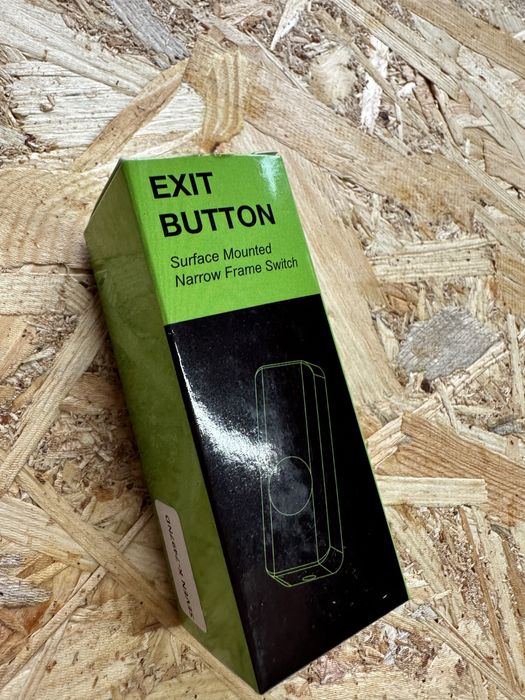 EXIT
BUTTON
Surface Mounted
Narrow Frame Switch